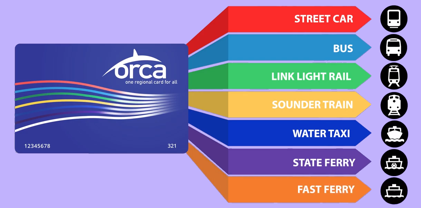 orca
one regional card for all
12345678 321
STREET CAR
BUS
LINK LIGHT RAIL
SOUNDER TRAIN
WATER TAXI
STATE FERRY
FAST FERRY